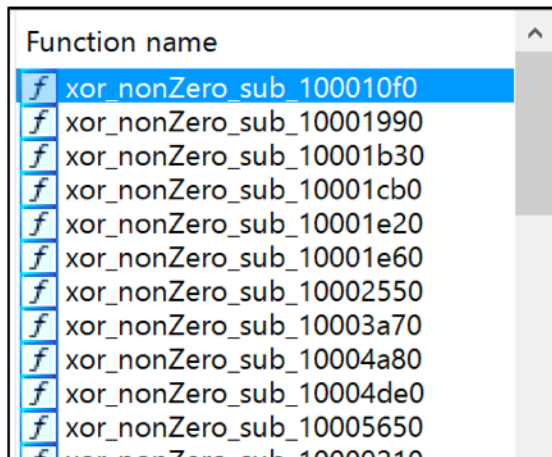 Function name
f xor_nonZero_sub_100010f0
f xor_nonZero_sub_10001990
f xor_nonZero_sub_10001b30
f xor_nonZero_sub_10001cb0
f xor_nonZero_sub_10001e20
f xor_nonZero_sub_10001e60
f xor_nonZero_sub_10002550
f xor_nonZero_sub_10003a70
f xor_nonZero_sub_10004a80
f xor_nonZero_sub_10004de0
f xor_nonZero_sub_10005650